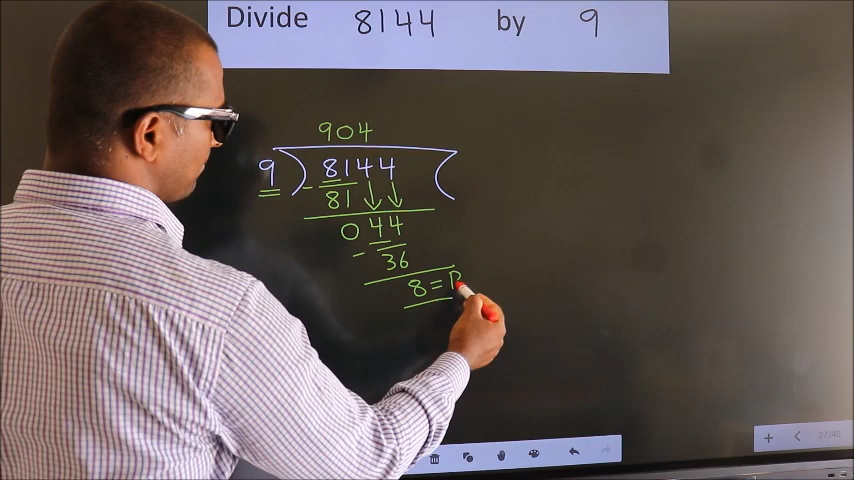 Divide 8144 by 9
904
9 ) 8144 (
- 81
044
- 36
8 = R
37/40